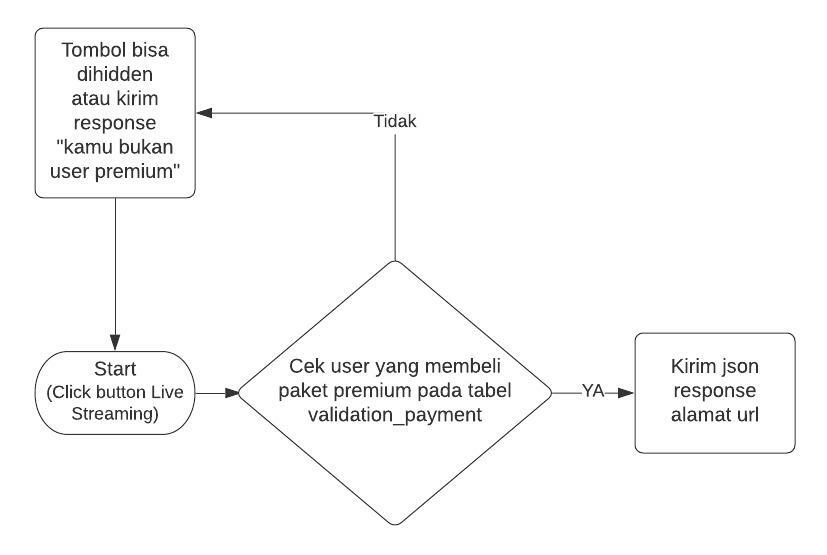 Tombol bisa
dihidden
atau kirim
response
"kamu bukan
user premium"
Tidak
Start
(Click button Live
Streaming)
Cek user yang membeli
paket premium pada tabel
validation_payment
YA
Kirim json
response
alamat url